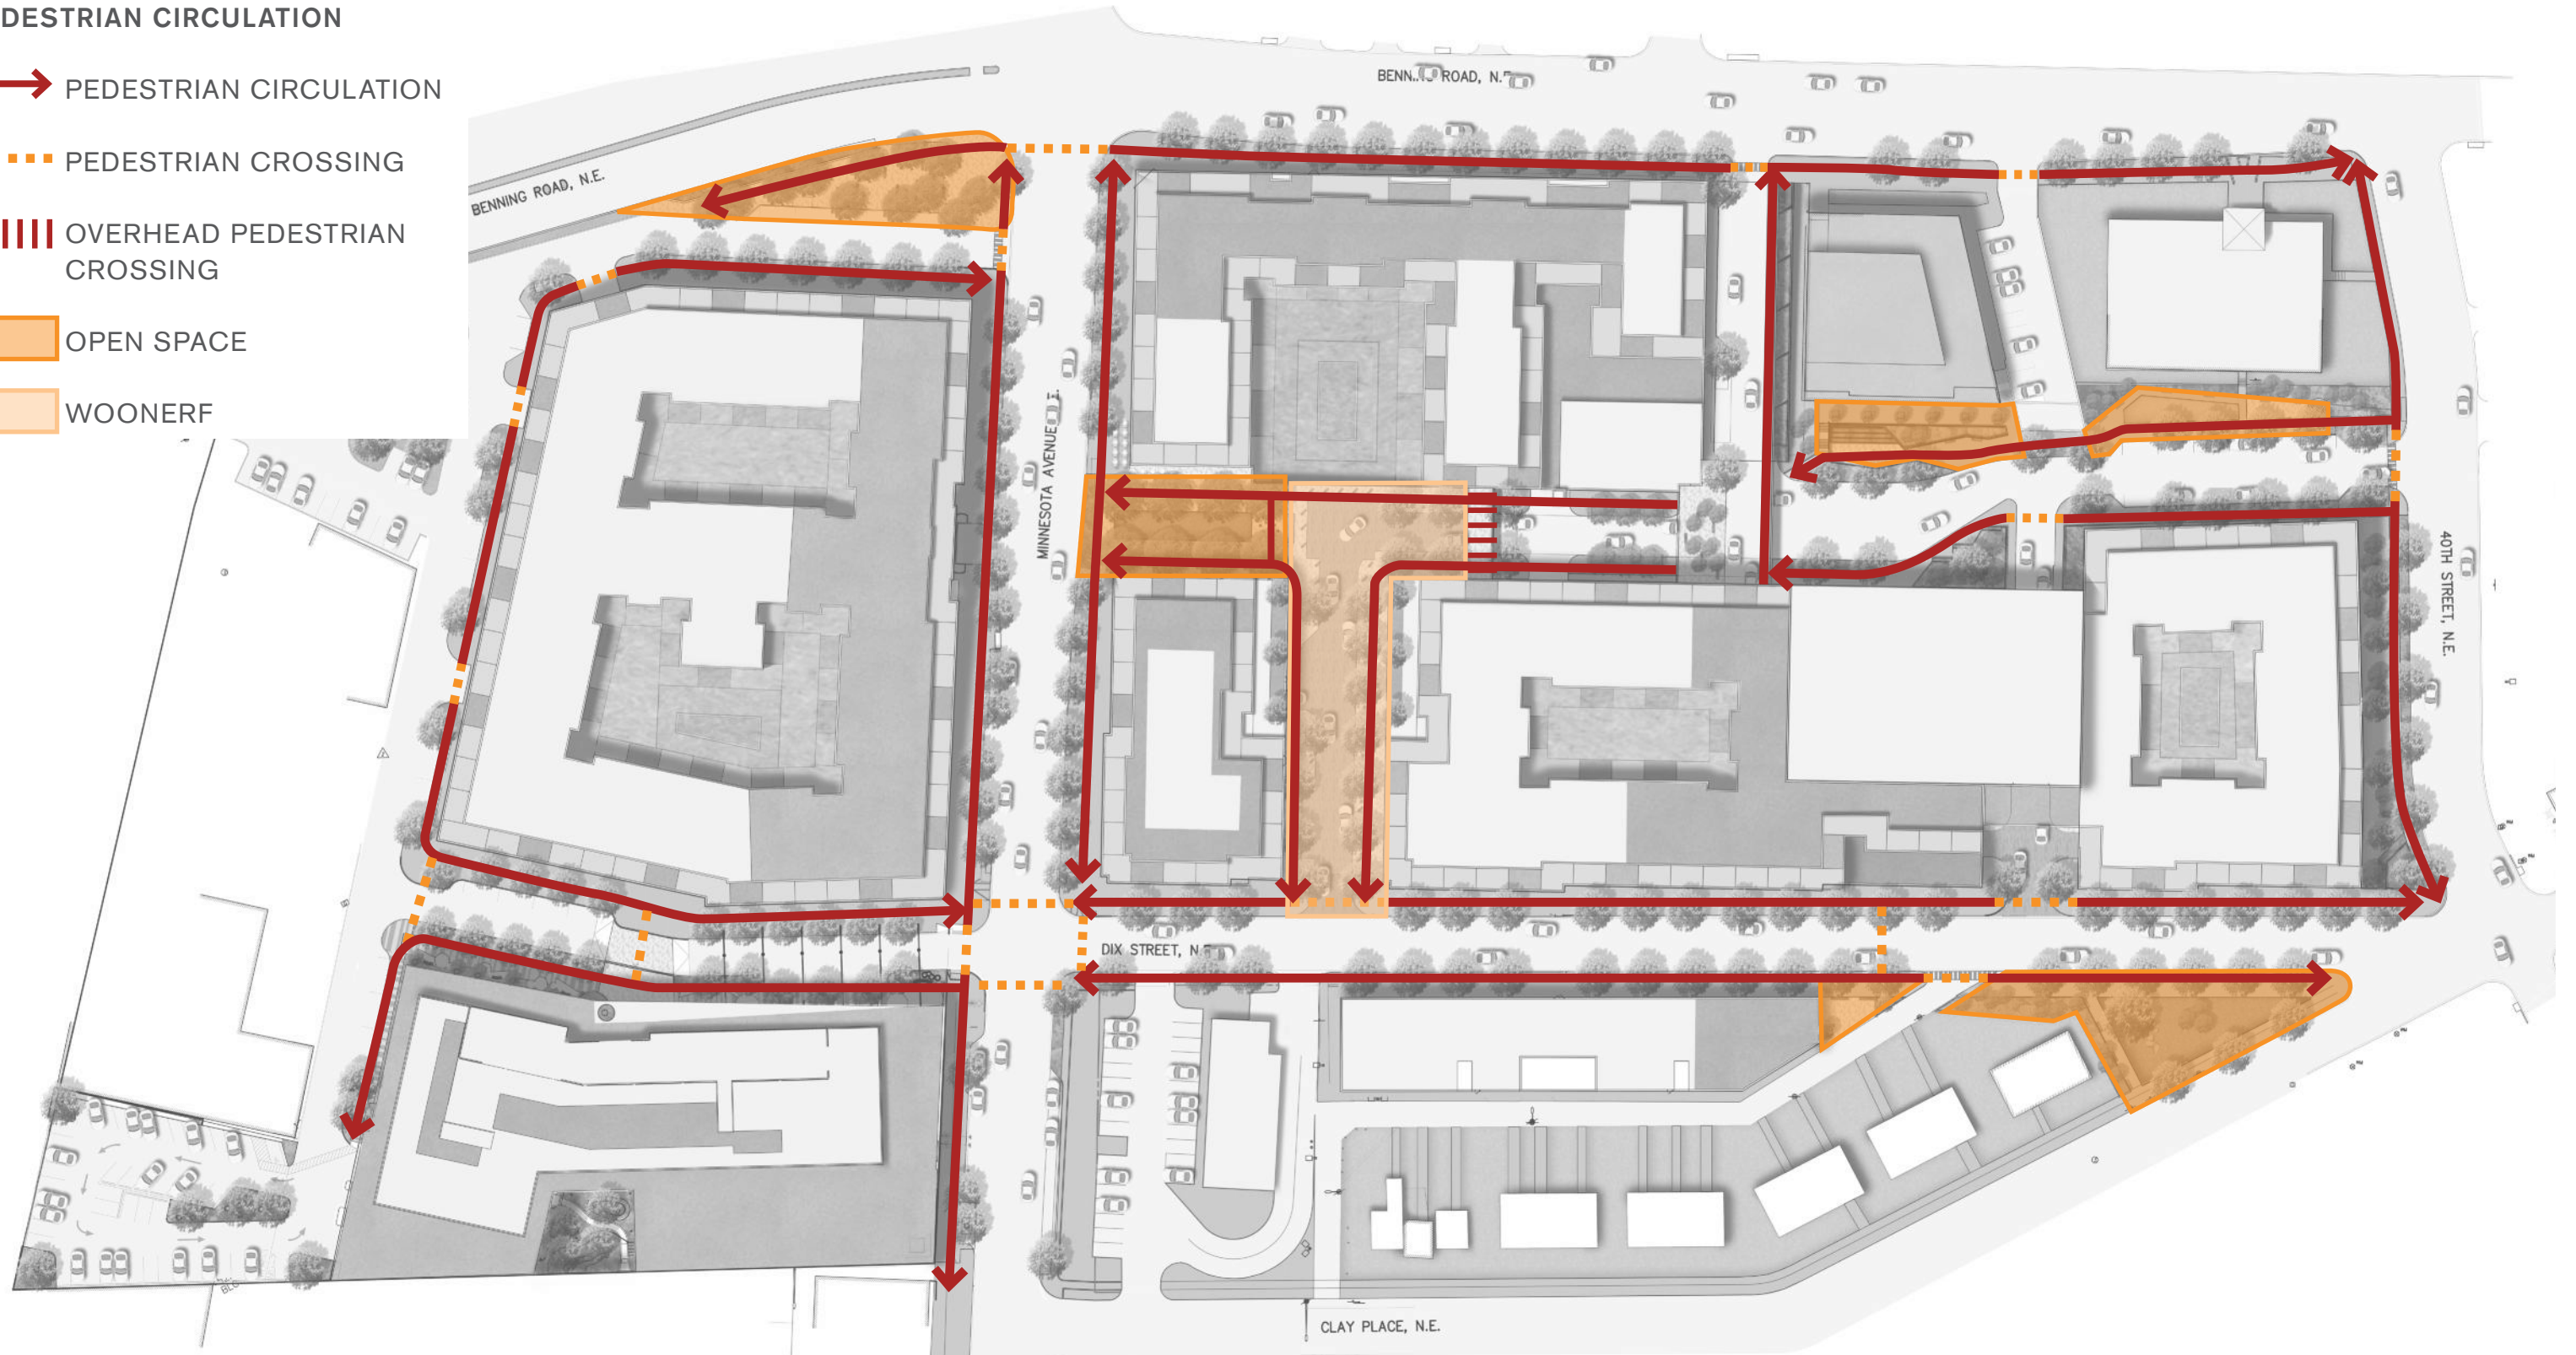 DESTRIAN CIRCULATION
PEDESTRIAN CIRCULATION
PEDESTRIAN CROSSING
OVERHEAD PEDESTRIAN
CROSSING
OPEN SPACE
WOONERF
BENNING ROAD, N.E.
ROAD,
MINNESOTA AVENUE
40TH STREET, N.E.
DIX STREET,
CLAY PLACE, N.E.